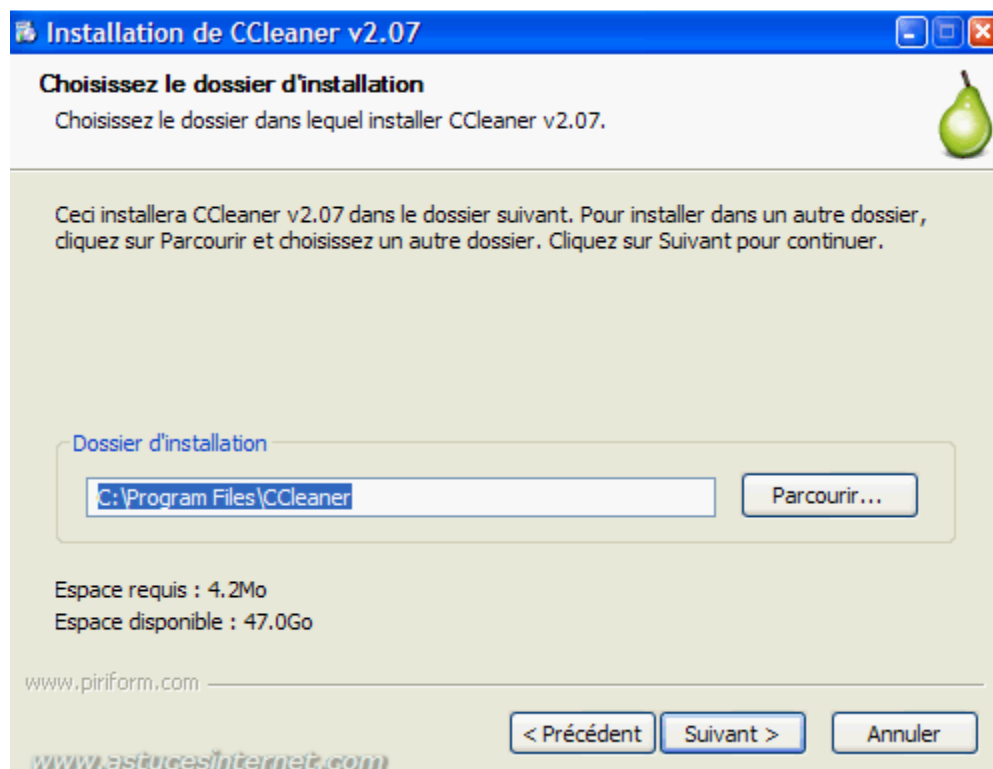 Installation de CCleaner v2.07
Choisissez le dossier d'installation
Choisissez le dossier dans lequel installer CCleaner v2.07.
Ceci installera CCleaner v2.07 dans le dossier suivant. Pour installer dans un autre dossier,
cliquez sur Parcourir et choisissez un autre dossier. Cliquez sur Suivant pour continuer.
Dossier d'installation
C:\Program Files\CCleaner
Parcourir...
Espace requis : 4.2Mo
Espace disponible : 47.0Go
www.piriform.com
< Précédent
Suivant >
Annuler
www.astucesinternet.com